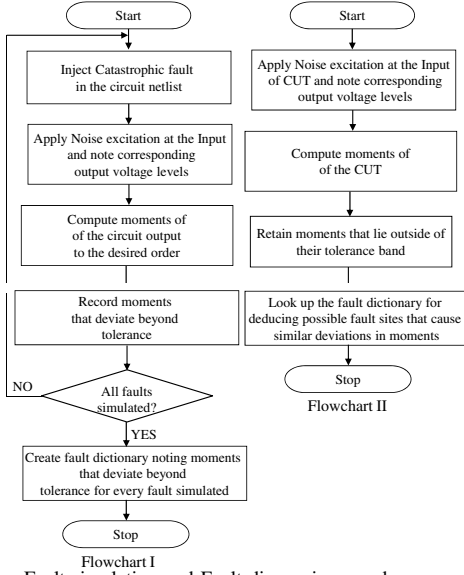 Start
Inject Catastrophic fault
in the circuit netlist
Apply Noise excitation at the Input
and note corresponding
output voltage levels
Compute moments of
of the circuit output
to the desired order
Record moments
that deviate beyond
tolerance
NO
All faults
simulated?
YES
Create fault dictionary noting moments
that deviate beyond
tolerance for every fault simulated
Stop
Flowchart I
Start
Apply Noise excitation at the Input
of CUT and note corresponding
output voltage levels
Compute moments of
of the CUT
Retain moments that lie outside of
their tolerance band
Look up the fault dictionary for
deducing possible fault sites that cause
similar deviations in moments
Stop
Flowchart II